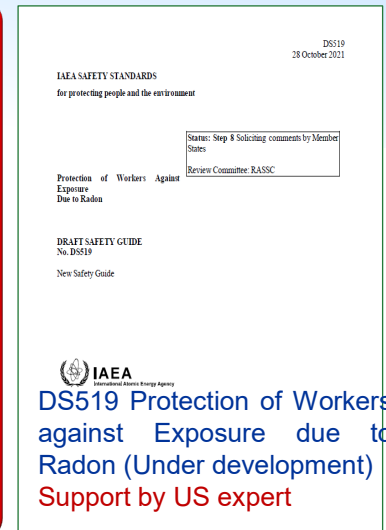 DS519
28 October 2021
IAEA SAFETY STANDARDS
for protecting people and the environment
Status: Step 8 Soliciting comments by Member
States
Review Committee: RASSC
Protection of Workers Against
Exposure
Due to Radon
DRAFT SAFETY GUIDE
No. DS519
New Safety Guide
IAEA
International Atomic Energy Agency
DS519 Protection of Workers
against Exposure due to
Radon (Under development)
Support by US expert